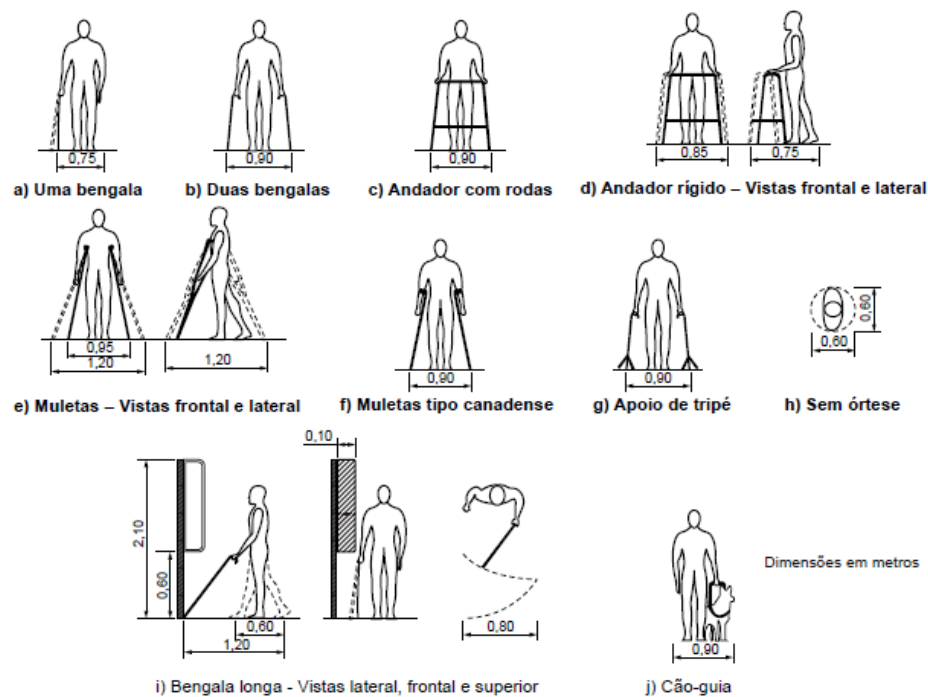 0,75
0,90
0,90
0,85
0,75
a) Uma bengala
b) Duas bengalas
c) Andador com rodas
d) Andador rígido – Vistas frontal e lateral
0,95
1,20
1,20
0,90
0,90
0,60
0,60
e) Muletas – Vistas frontal e lateral
f) Muletas tipo canadense
g) Apoio de tripé
h) Sem órtese
0,10
2,10
0,60
0,60
1,20
0,80
Dimensões em metros
0,90
i) Bengala longa - Vistas lateral, frontal e superior
j) Cão-guia